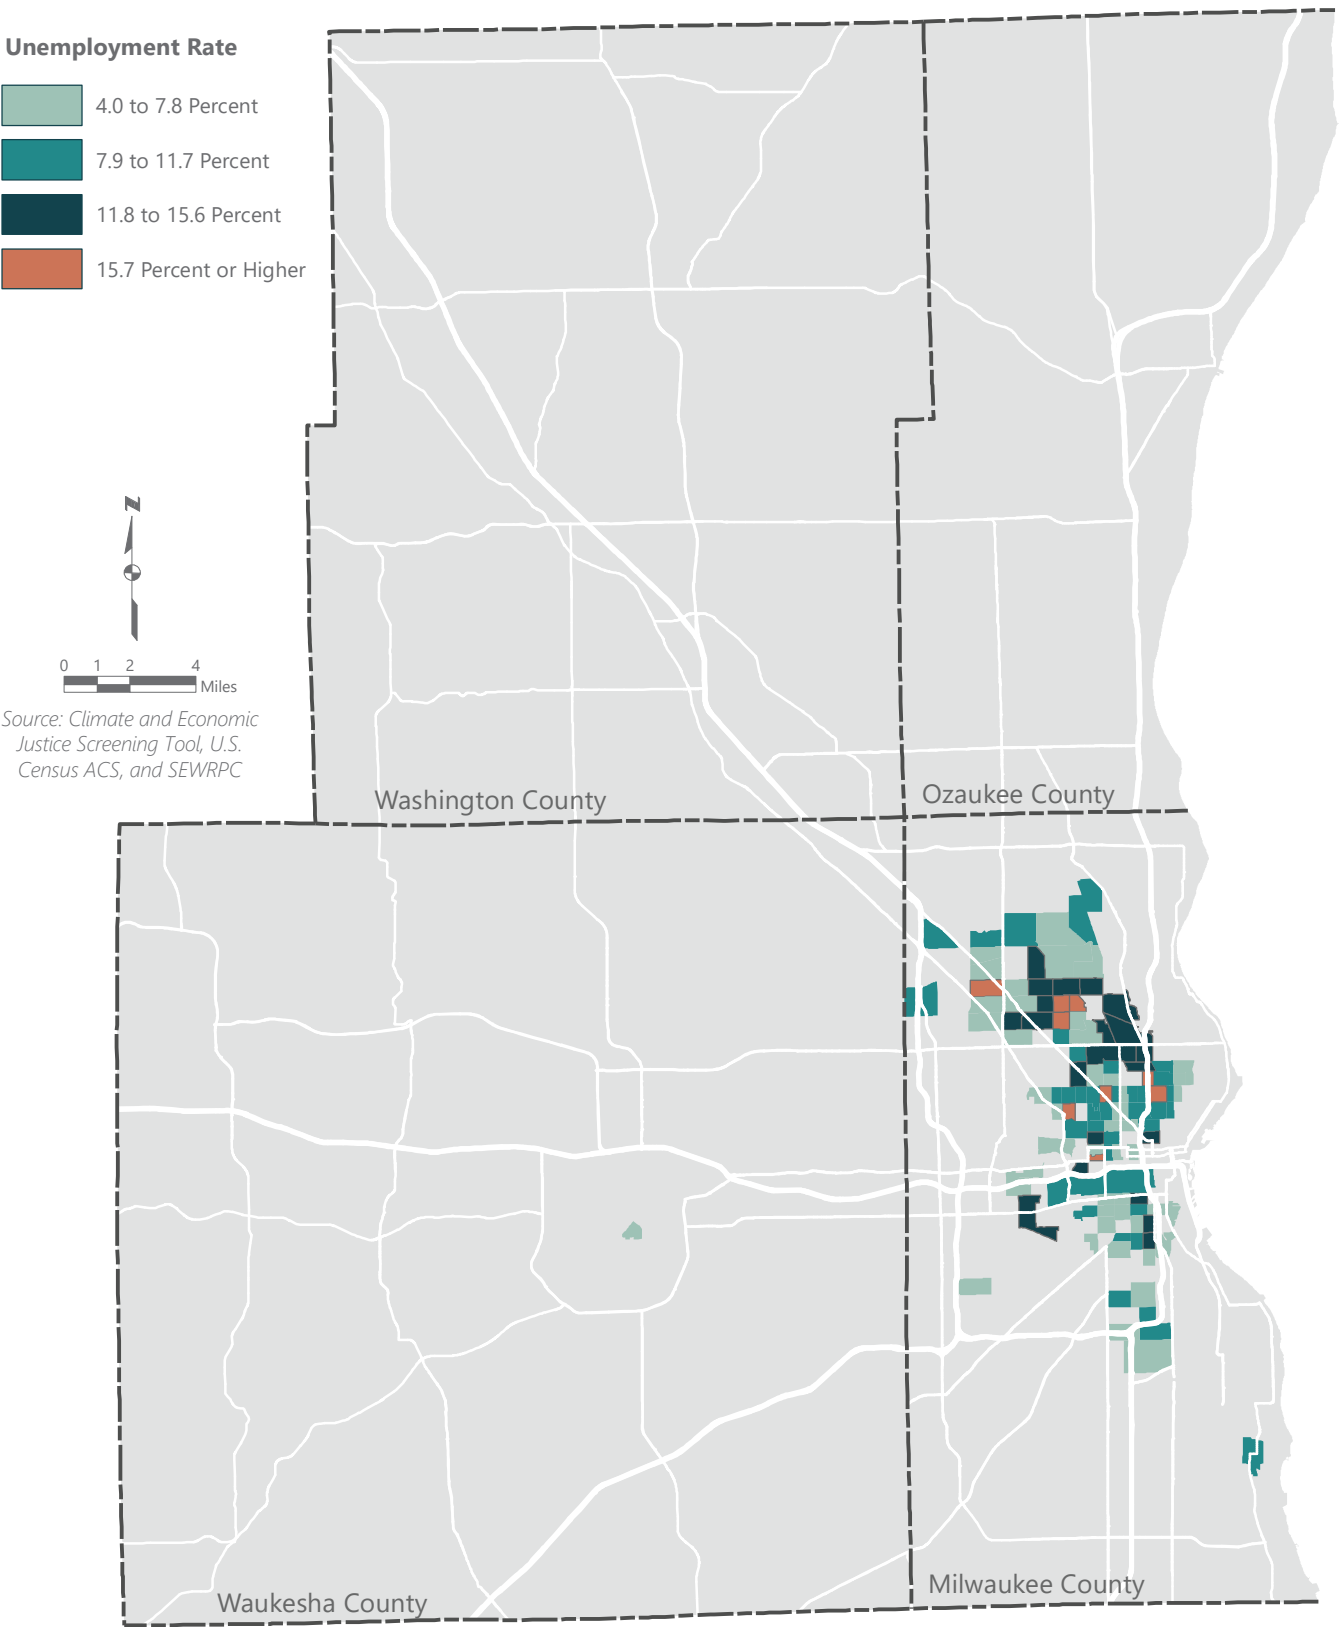 Unemployment Rate
4.0 to 7.8 Percent
7.9 to 11.7 Percent
11.8 to 15.6 Percent
15.7 Percent or Higher
N
0 1 2 4
Miles
Source: Climate and Economic
Justice Screening Tool, U.S.
Census ACS, and SEWRPC
Washington County
Ozaukee County
Waukesha County
Milwaukee County